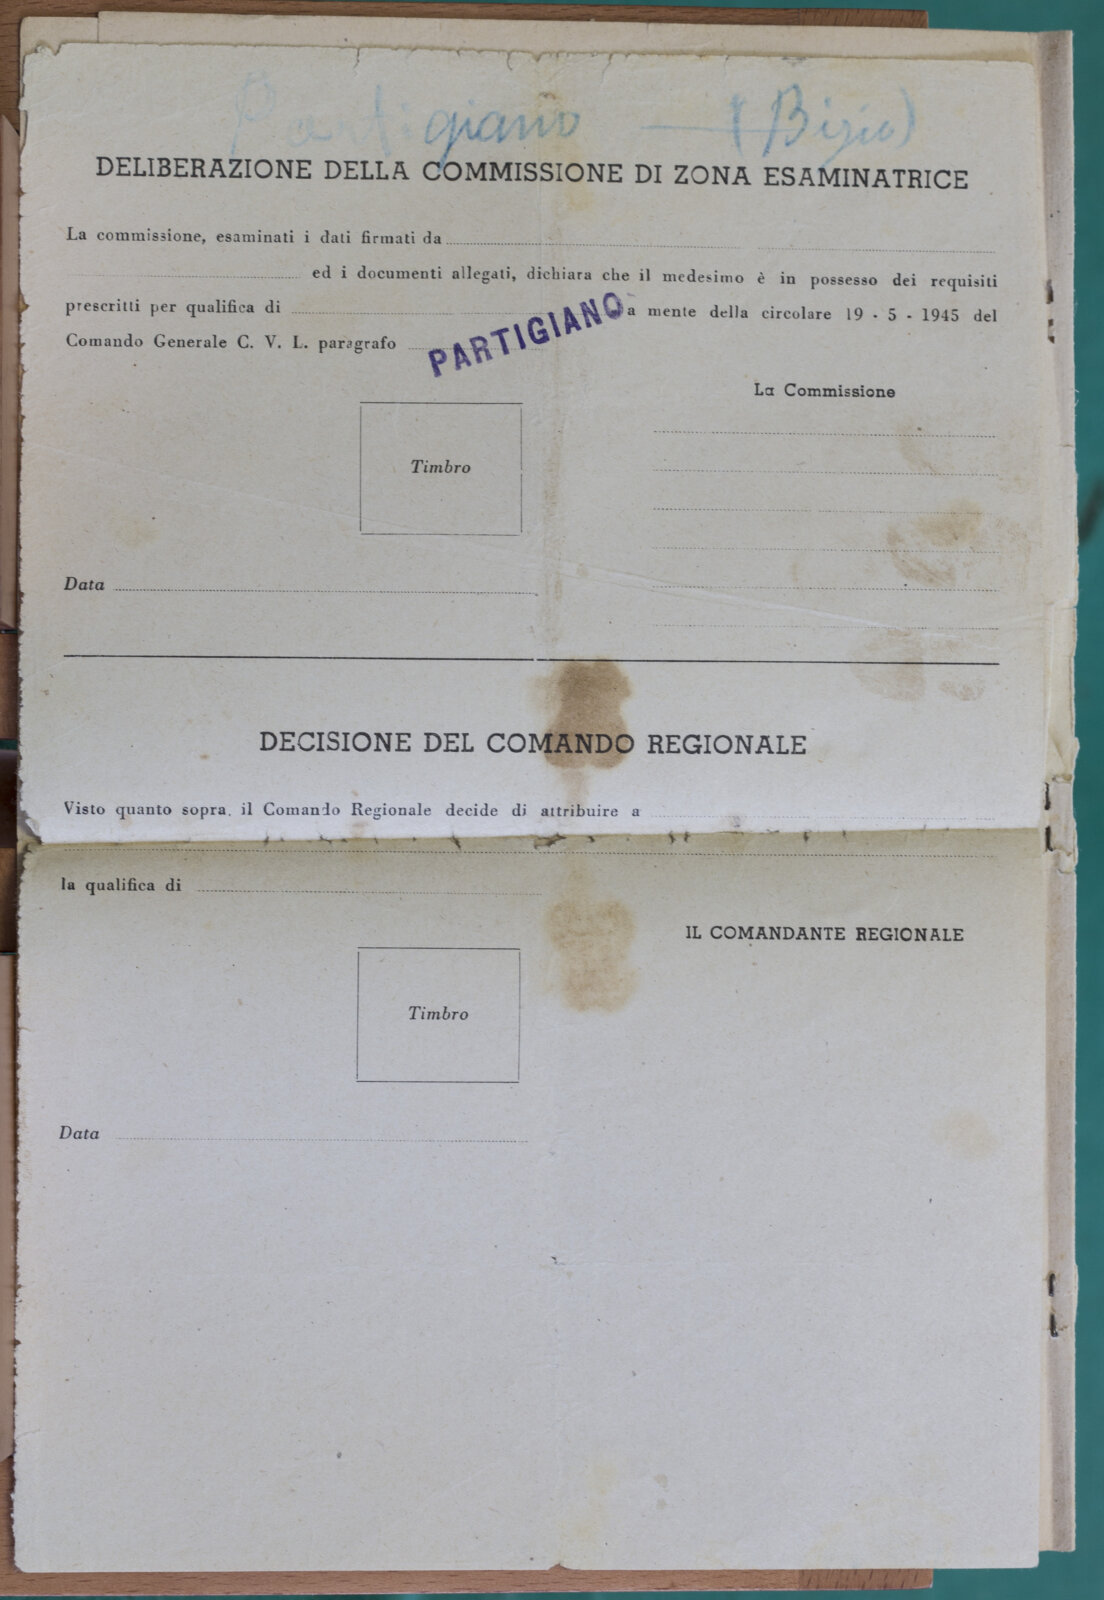 Partigiano — (Bizio)
DELIBERAZIONE DELLA COMMISSIONE DI ZONA ESAMINATRICE
La commissione, esaminati i dati firmati da
ed i documenti allegati, dichiara che il medesimo è in possesso dei requisiti
prescritti per qualifica di a mente della circolare 19 - 5 - 1945 del
Comando Generale C. V. L. paragrafo
PARTIGIANO
La Commissione
Timbro
Data
DECISIONE DEL COMANDO REGIONALE
Visto quanto sopra, il Comando Regionale decide di attribuire a
la qualifica di
IL COMANDANTE REGIONALE
Timbro
Data